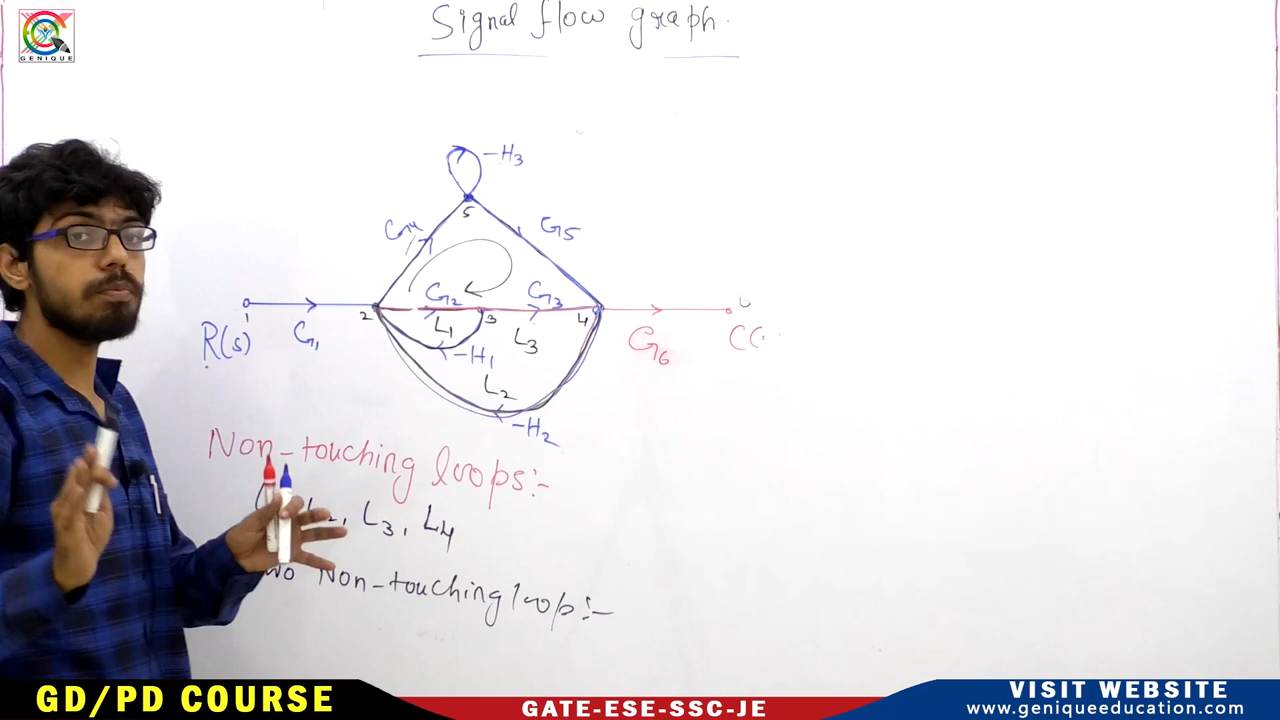 GENIQUE
Signal flow graph.
-H3
5
G4
G5
G2
G3
1
2
3
4
R(s)
G1
L1
-H1
L3
G6
L2
-H2
Non-touching loops:-
L3, L4
Non-touching loop:-
GD/PD COURSE
GATE-ESE-SSC-JE
VISIT WEBSITE
www.geniqueeducation.com